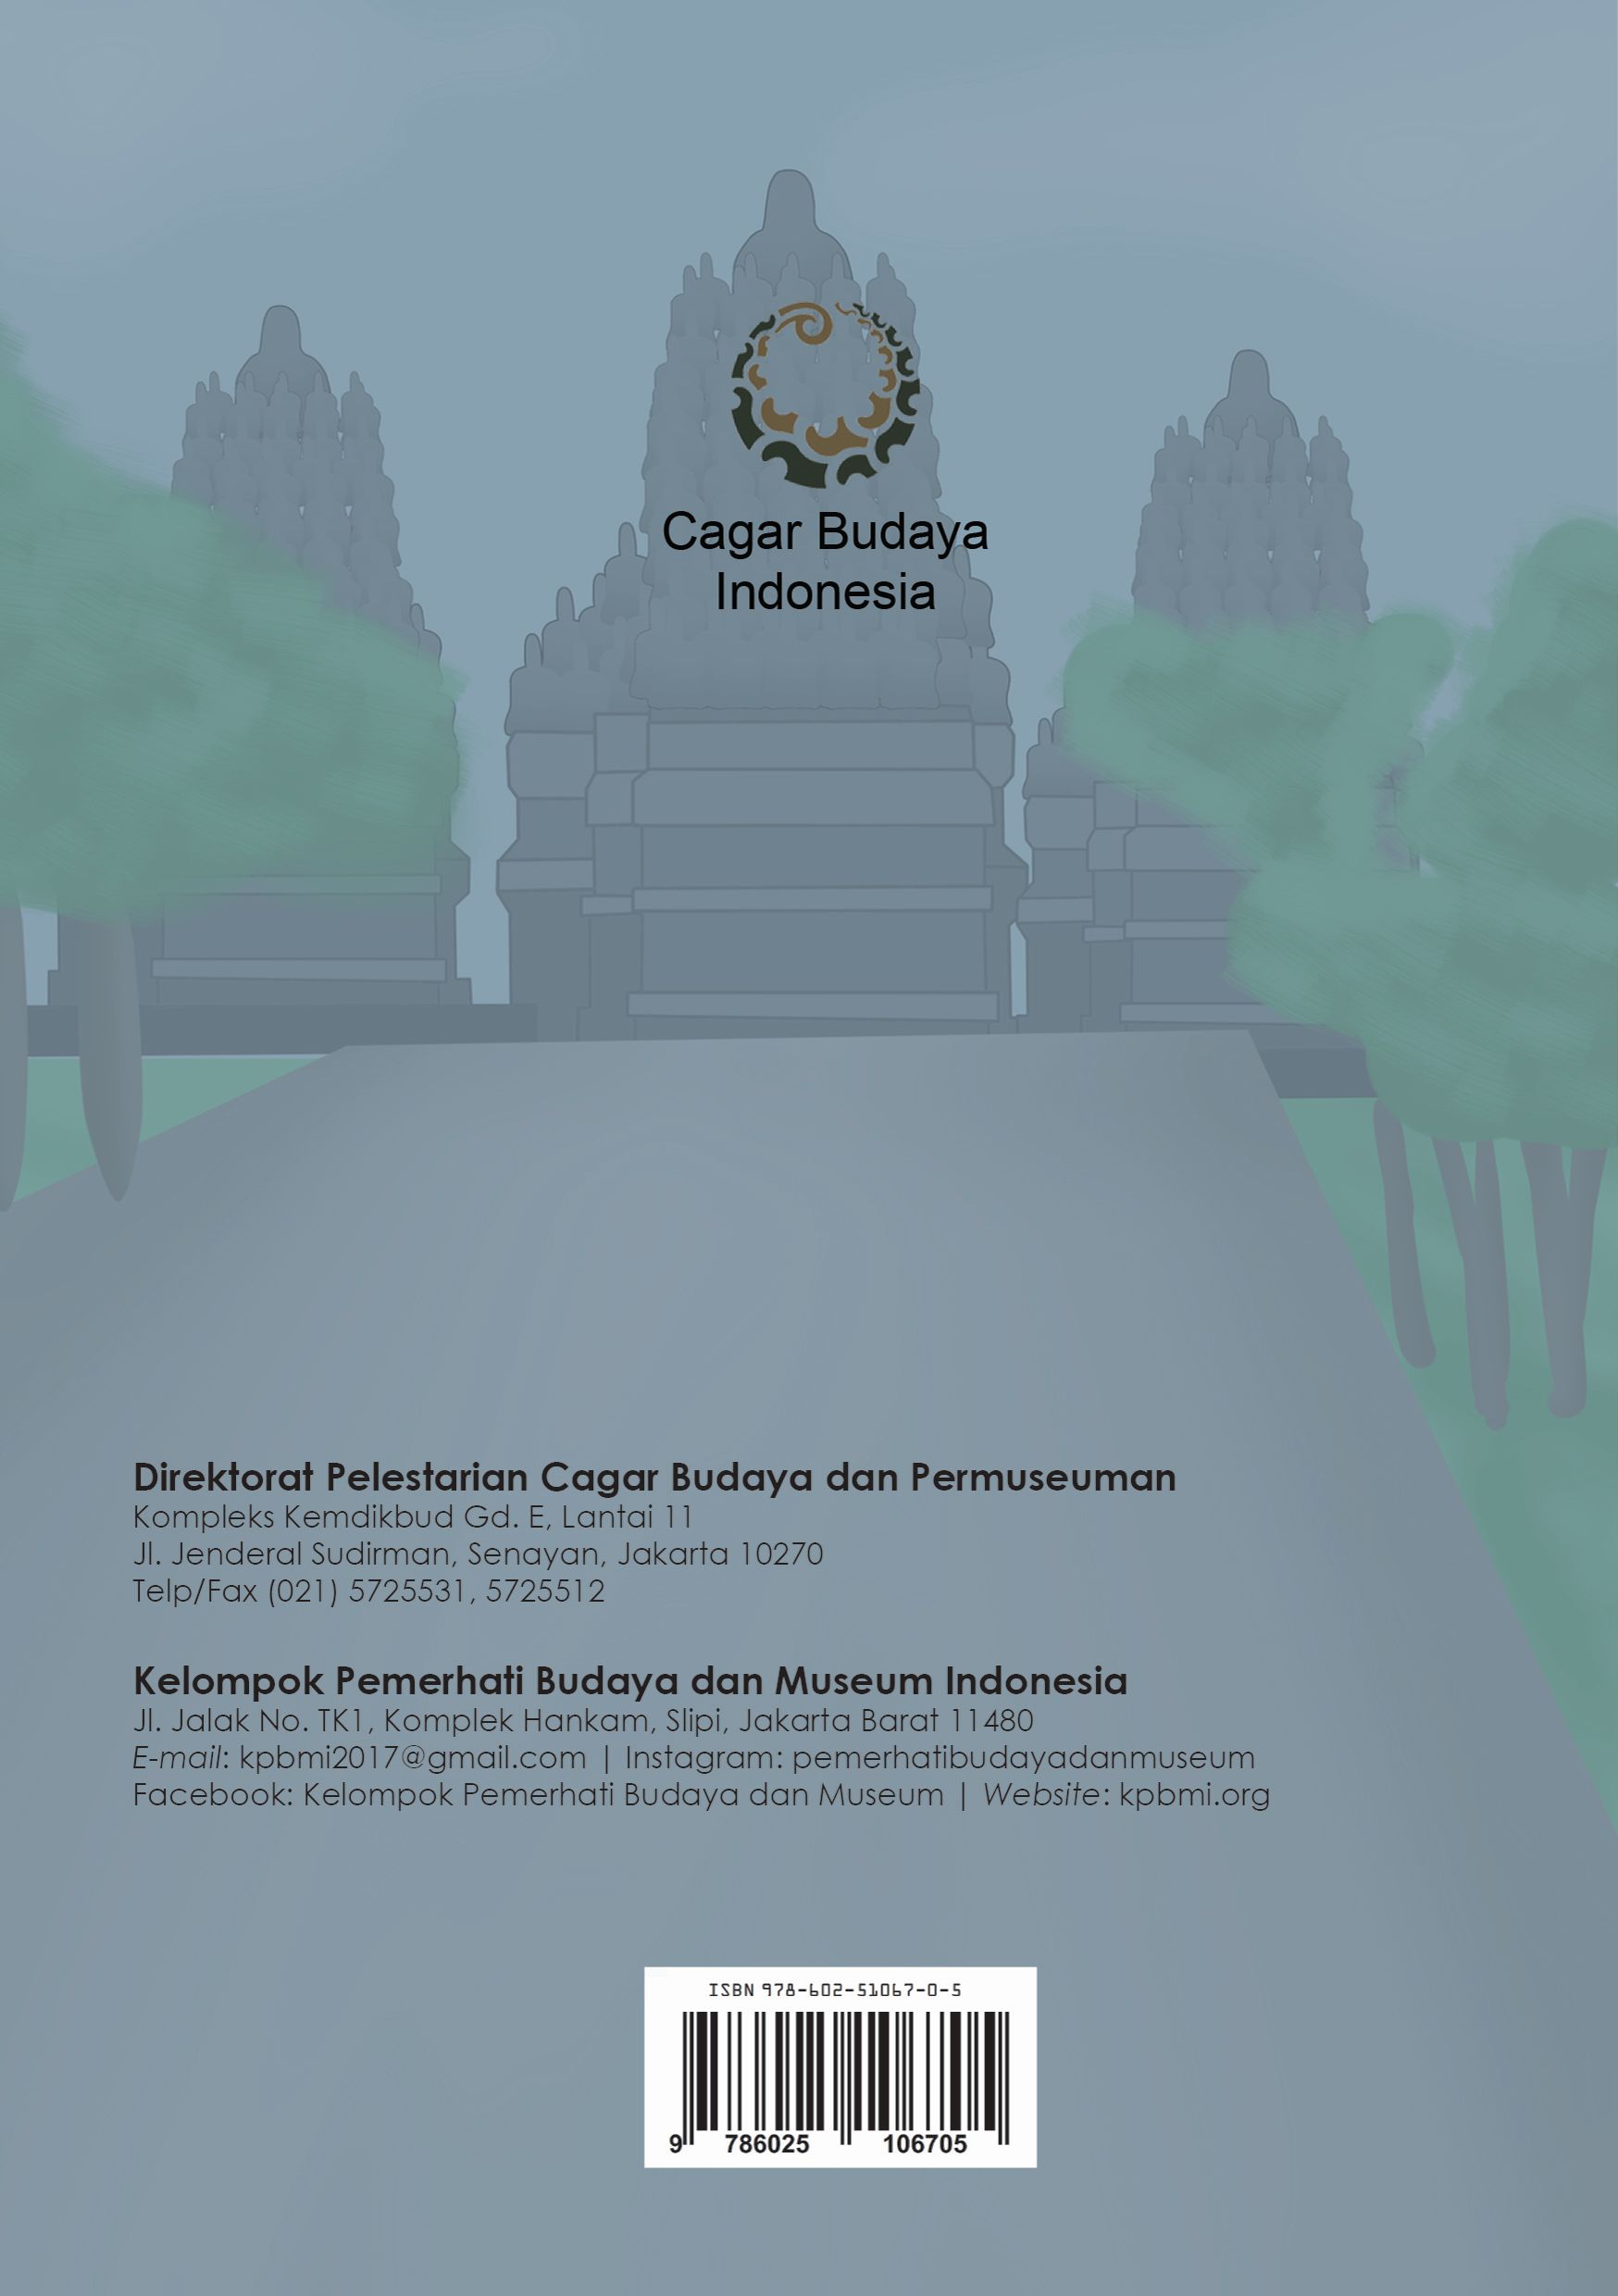 Cagar Budaya
Indonesia
Direktorat Pelestarian Cagar Budaya dan Permuseuman
Kompleks Kemdikbud Gd. E, Lantai 11
Jl. Jenderal Sudirman, Senayan, Jakarta 10270
Telp/Fax (021) 5725531, 5725512
Kelompok Pemerhati Budaya dan Museum Indonesia
Jl. Jalak No. TK1, Komplek Hankam, Slipi, Jakarta Barat 11480
E-mail: kpbmi2017@gmail.com | Instagram: pemerhatibudayadanmuseum
Facebook: Kelompok Pemerhati Budaya dan Museum | Website: kpbmi.org
ISBN 978-602-51067-0-5
9 786025 106705